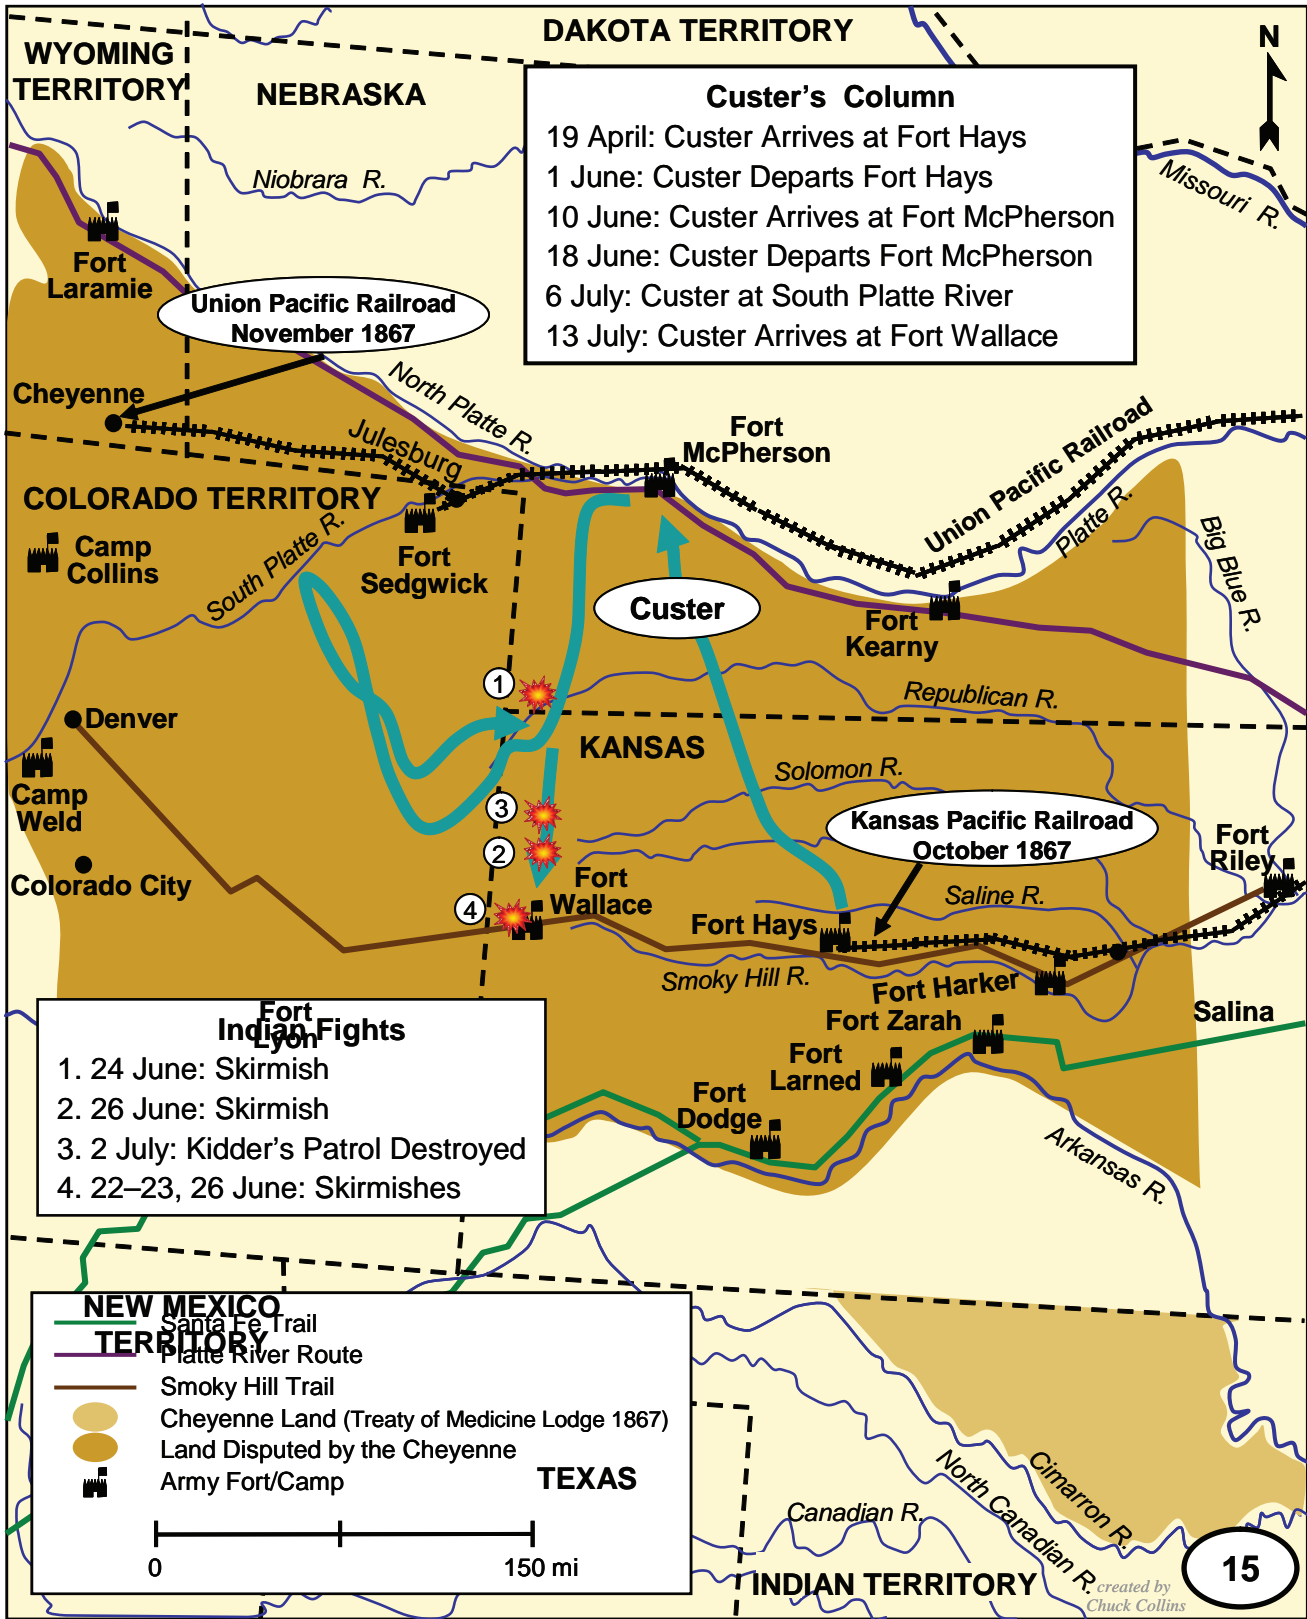 DAKOTA TERRITORY
WYOMING
TERRITORY
NEBRASKA
N
Custer’s Column
19 April: Custer Arrives at Fort Hays
1 June: Custer Departs Fort Hays
10 June: Custer Arrives at Fort McPherson
18 June: Custer Departs Fort McPherson
6 July: Custer at South Platte River
13 July: Custer Arrives at Fort Wallace
Niobrara R.
Missouri R.
Fort
Laramie
Union Pacific Railroad
November 1867
Cheyenne
North Platte R.
Julesburg
Fort
McPherson
Union Pacific Railroad
Platte R.
Big Blue R.
COLORADO TERRITORY
South Platte R.
Camp
Collins
Fort
Sedgwick
Custer
Fort
Kearny
1
Republican R.
Denver
KANSAS
Solomon R.
Camp
Weld
3
2
Kansas Pacific Railroad
October 1867
Fort
Riley
Colorado City
Fort
Wallace
4
Saline R.
Fort Hays
Smoky Hill R.
Fort Harker
Salina
Fort Zarah
Fort
Larned
Fort
Dodge
Arkansas R.
Fort
Lyon
Indian Fights
1. 24 June: Skirmish
2. 26 June: Skirmish
3. 2 July: Kidder’s Patrol Destroyed
4. 22–23, 26 June: Skirmishes
NEW MEXICO
TERRITORY
Santa Fe Trail
Platte River Route
Smoky Hill Trail
Cheyenne Land (Treaty of Medicine Lodge 1867)
Land Disputed by the Cheyenne
Army Fort/Camp
TEXAS
0
150 mi
Canadian R.
North Canadian R.
Cimarron R.
INDIAN TERRITORY
15
created by
Chuck Collins